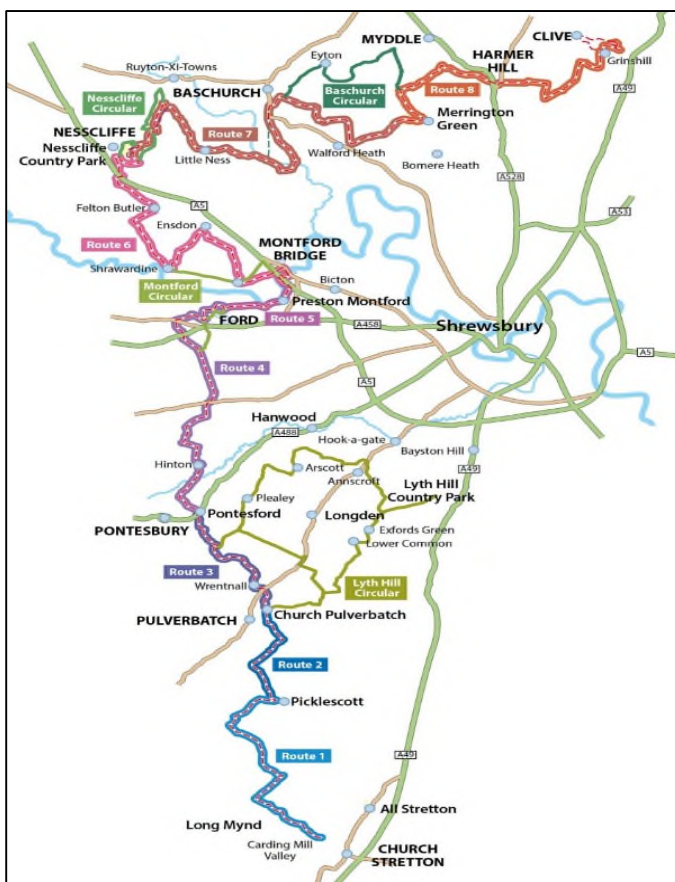 CLIVE
MYDDLE
HARMER
HILL
Grinshill
Eyton
Ruyton-XI-Towns
BASCHURCH
Baschurch
Circular
Route 8
A49
Nesscliffe
Circular
Merrington
Green
NESSCLIFFE
Nesscliffe
Country Park
Route 7
Little Ness
Walford Heath
Bomere Heath
A528
Felton Butler
A5
A53
Ensdon
Route 6
MONTFORD
BRIDGE
Shrawardine
Montford
Circular
Bicton
Preston Montford
FORD
Route 5
A458
Shrewsbury
A5
Route 4
A5
Hanwood
A488
Hook-a-gate
Bayston Hill
Hinton
Arscott
Annscroft
A49
Lyth Hill
Country Park
Plealey
PONTESBURY
Pontesford
Longden
Exfords Green
Lower Common
Route 3
Wrentnall
Lyth Hill
Circular
PULVERBATCH
Church Pulverbatch
Route 2
Picklescott
Route 1
A49
All Stretton
Long Mynd
Carding Mill
Valley
CHURCH
STRETTON